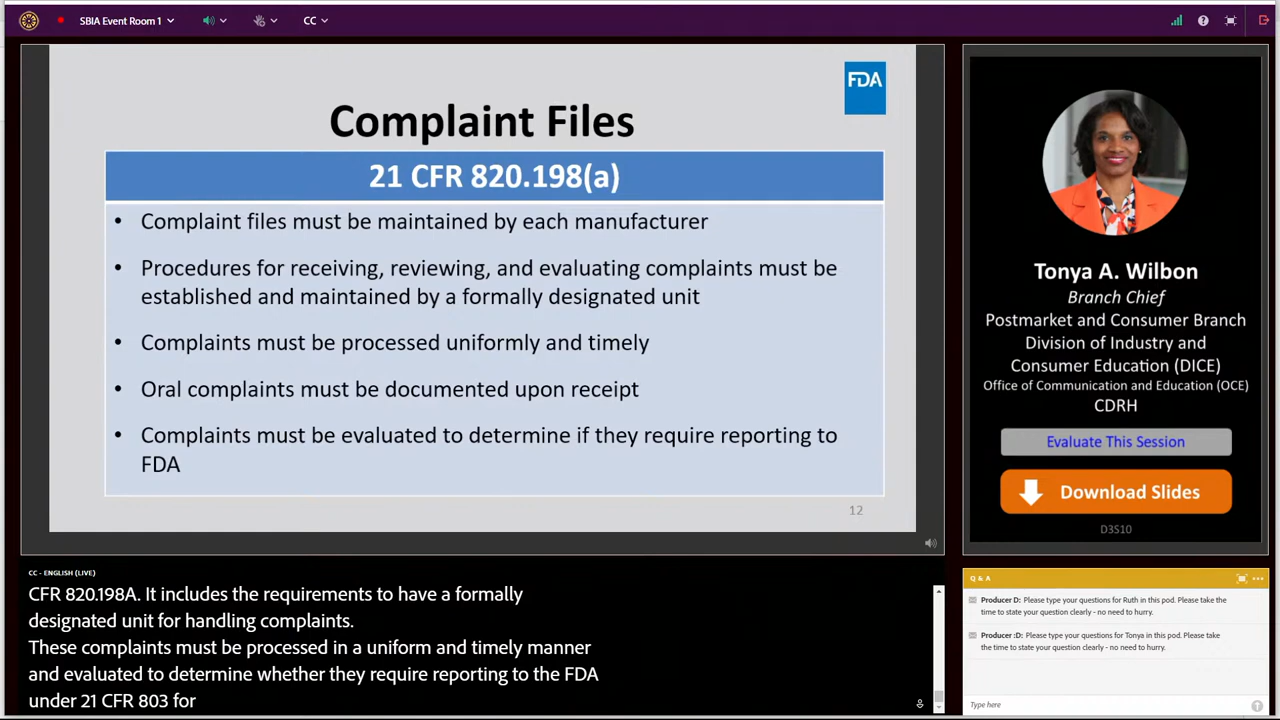 SBIA Event Room 1
CC
FDA
Complaint Files
21 CFR 820.198(a)
• Complaint files must be maintained by each manufacturer
• Procedures for receiving, reviewing, and evaluating complaints must be
established and maintained by a formally designated unit
• Complaints must be processed uniformly and timely
• Oral complaints must be documented upon receipt
• Complaints must be evaluated to determine if they require reporting to
FDA
12
Tonya A. Wilbon
Branch Chief
Postmarket and Consumer Branch
Division of Industry and
Consumer Education (DICE)
Office of Communication and Education (OCE)
CDRH
Evaluate This Session
Download Slides
D3S10
CC - ENGLISH (LIVE)
CFR 820.198A. It includes the requirements to have a formally
designated unit for handling complaints.
These complaints must be processed in a uniform and timely manner
and evaluated to determine whether they require reporting to the FDA
under 21 CFR 803 for
Q & A
Producer D: Please type your questions for Ruth in this pod. Please take the
time to state your question clearly - no need to hurry.
Producer :D: Please type your questions for Tonya in this pod. Please take
the time to state your question clearly - no need to hurry.
Type here